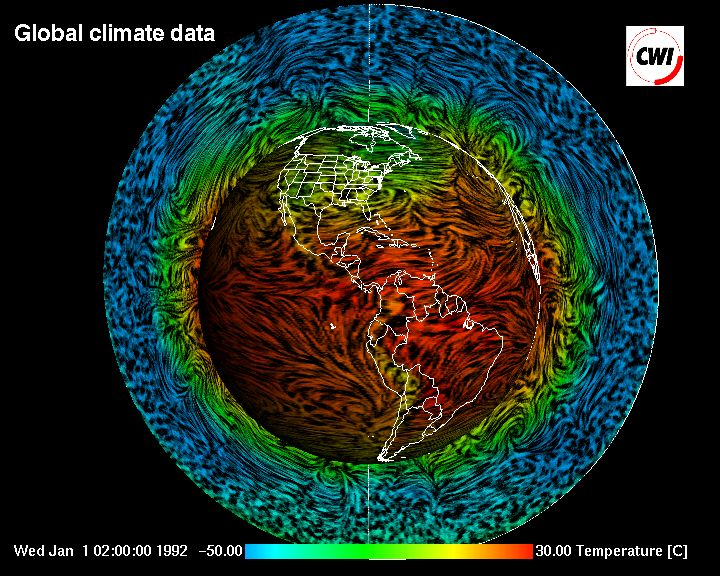 Global climate data
CWI
Wed Jan  1 02:00:00 1992  −50.00 30.00 Temperature [C]